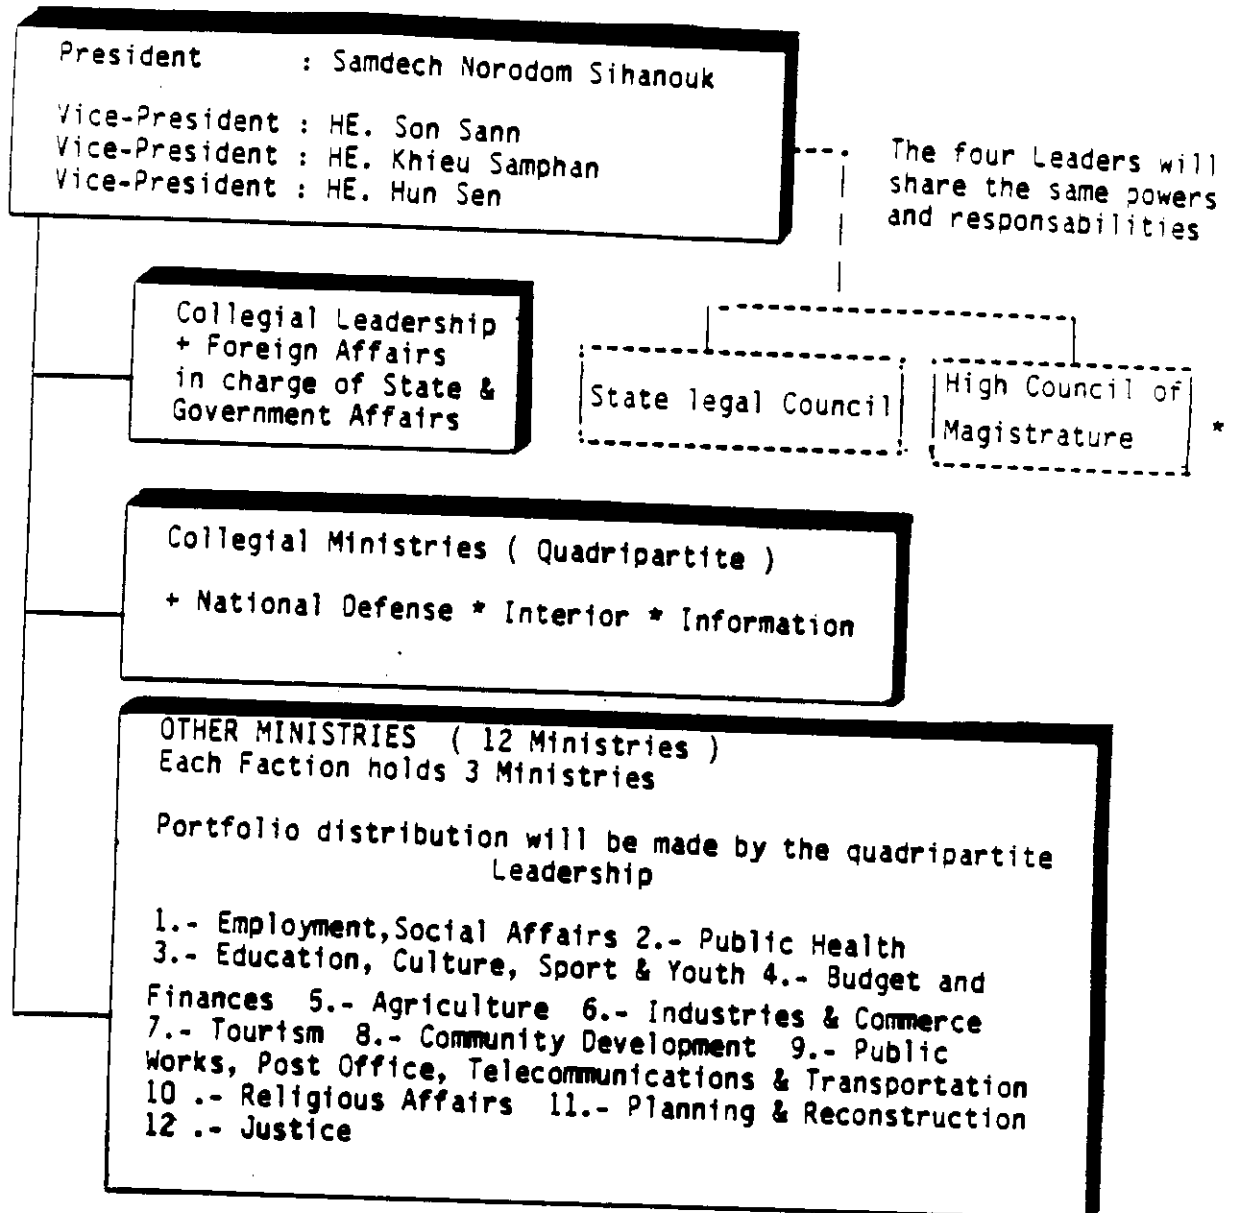 President : Samdech Norodom Sihanouk
Vice-President : HE. Son Sann
Vice-President : HE. Khieu Samphan
Vice-President : HE. Hun Sen
The four Leaders will
share the same powers
and responsabilities
Collegial Leadership
+ Foreign Affairs
in charge of State &
Government Affairs
State legal Council
High Council of
Magistrature *
Collegial Ministries ( Quadripartite )
+ National Defense * Interior * Information
OTHER MINISTRIES ( 12 Ministries )
Each Faction holds 3 Ministries
Portfolio distribution will be made by the quadripartite
Leadership
1.- Employment,Social Affairs 2.- Public Health
3.- Education, Culture, Sport & Youth 4.- Budget and
Finances 5.- Agriculture 6.- Industries & Commerce
7.- Tourism 8.- Community Development 9.- Public
Works, Post Office, Telecommunications & Transportation
10 .- Religious Affairs 11.- Planning & Reconstruction
12 .- Justice